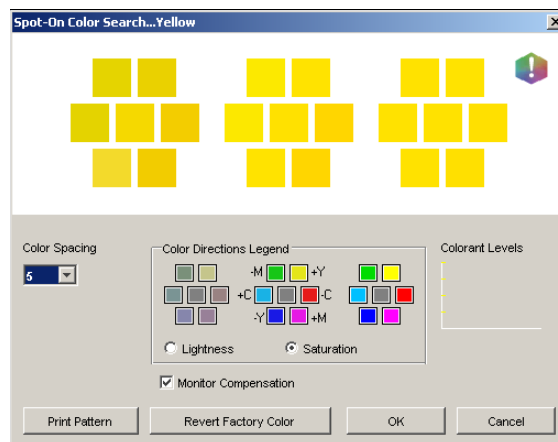 Spot-On Color Search...Yellow
Color Spacing
5
Color Directions Legend
-M +Y
+C -C
-Y +M
Lightness
Saturation
Colorant Levels
Monitor Compensation
Print Pattern
Revert Factory Color
OK
Cancel